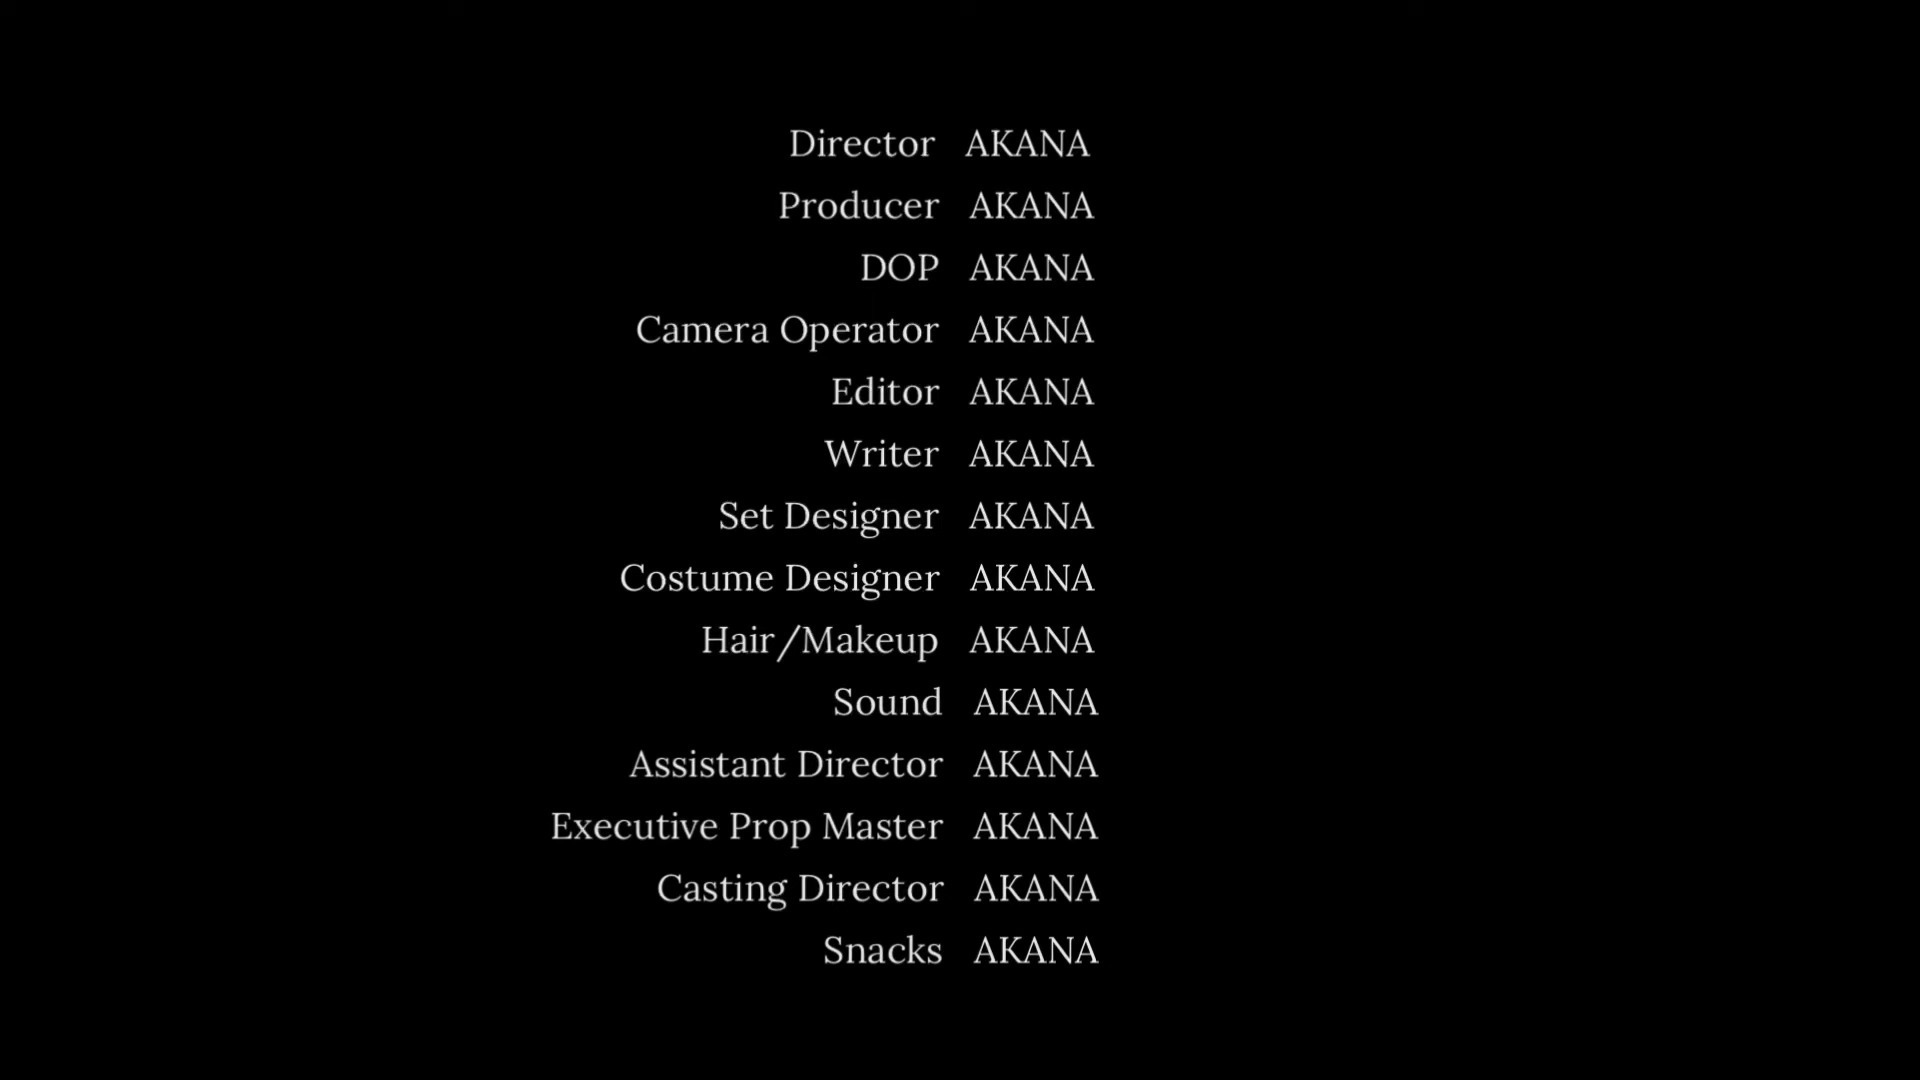 Director AKANA
Producer AKANA
DOP AKANA
Camera Operator AKANA
Editor AKANA
Writer AKANA
Set Designer AKANA
Costume Designer AKANA
Hair/Makeup AKANA
Sound AKANA
Assistant Director AKANA
Executive Prop Master AKANA
Casting Director AKANA
Snacks AKANA